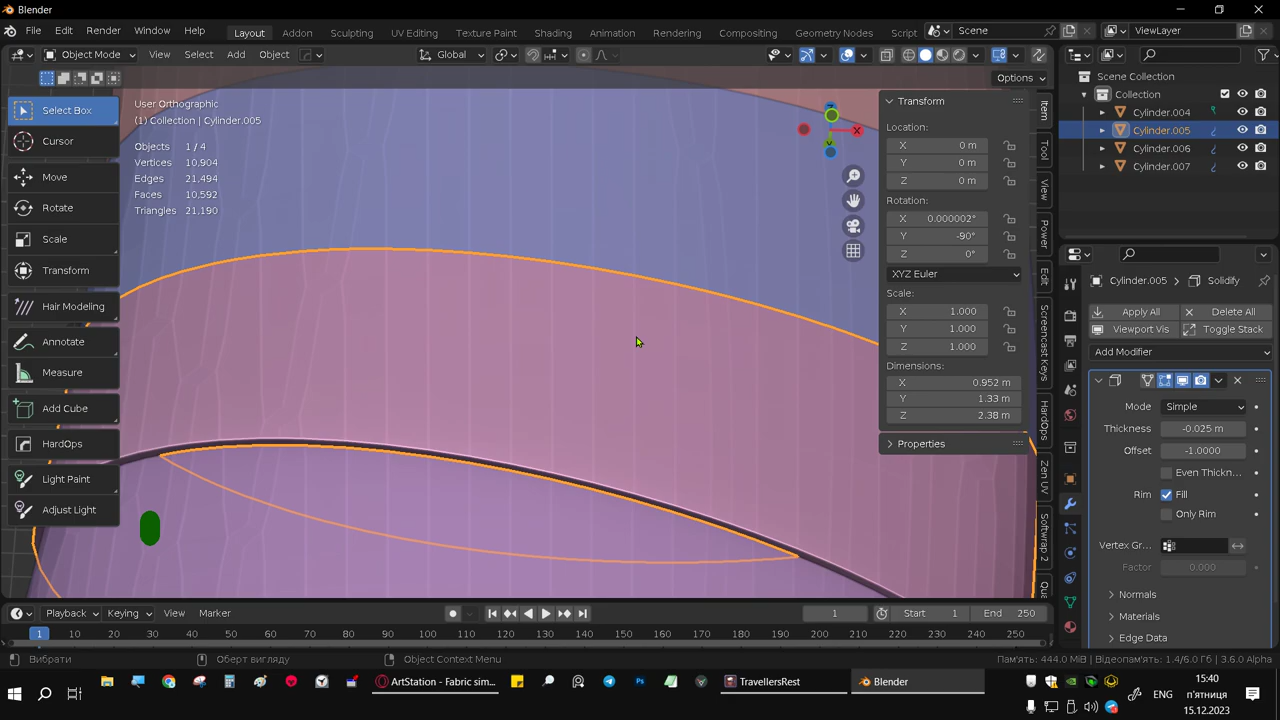 Blender
File Edit Render Window Help Layout Addon Sculpting UV Editing Texture Paint Shading Animation Rendering Compositing Geometry Nodes Script Scene ViewLayer
Object Mode View Select Add Object Global
Options
Select Box
Cursor
Move
Rotate
Scale
Transform
Hair Modeling
Annotate
Measure
Add Cube
HardOps
Light Paint
Adjust Light
User Orthographic
(1) Collection | Cylinder.005
Objects 1 / 4
Vertices 10,904
Edges 21,494
Faces 10,592
Triangles 21,190
X
Y
Transform
Location:
X 0 m
Y 0 m
Z 0 m
Rotation:
X 0.000002°
Y -90°
Z 0°
XYZ Euler
Scale:
X 1.000
Y 1.000
Z 1.000
Dimensions:
X 0.952 m
Y 1.33 m
Z 2.38 m
Properties
Item
Tool
View
Power
Edit
Screencast Keys
HardOps
Zen UV
Softwrap 2
Qu
Scene Collection
Collection
Cylinder.004
Cylinder.005
Cylinder.006
Cylinder.007
Cylinder.005 Solidify
Apply All Delete All
Viewport Vis Toggle Stack
Add Modifier
Mode Simple
Thickness -0.025 m
Offset -1.0000
Even Thickn...
Rim Fill
Only Rim
Vertex Gr...
Factor 0.000
Normals
Materials
Edge Data
Playback Keying View Marker 1 Start 1 End 250
1 10 20 30 40 50 60 70 80 90 100 110 120 130 140 150 160 170 180 190 200 210 220 230 240 250
Вибрати Оберт вигляду Object Context Menu Пам'ять: 444.0 MiB | Відеопам'ять: 1.4/6.0 Гб | 3.6.0 Alpha
ArtStation - Fabric sim... TravellersRest Blender 15:40
ENG п'ятниця
15.12.2023